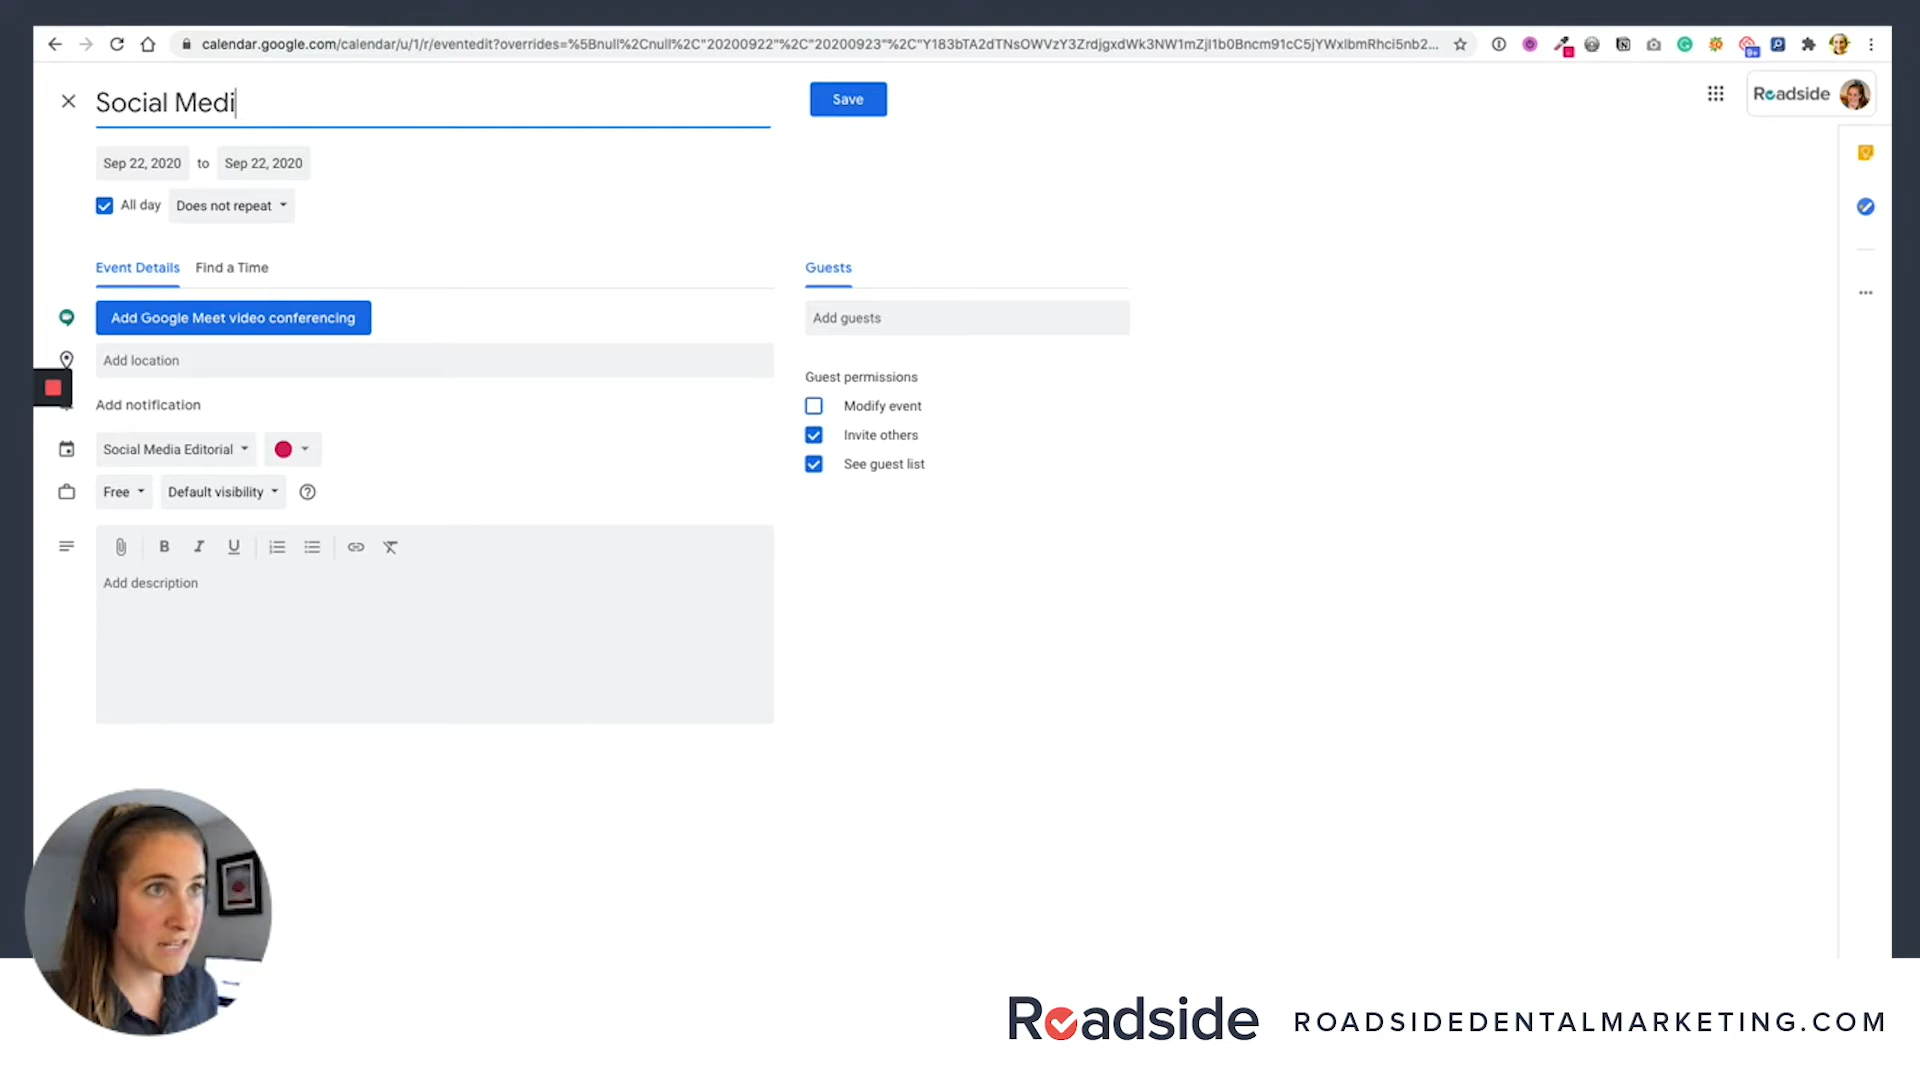 calendar.google.com/calendar/u/1/r/eventedit?overrides=%5Bnull%2Cnull%2C"20200922"%2C"20200923"%2C"Y183bTA2dTNsOWVzY3ZrdjgxdWk3NW1mZjI1b0Bncm91cC5jYWxlbmRhci5nb2...
Social Medi
Save
Roadside
Sep 22, 2020 to Sep 22, 2020
All day Does not repeat
Event Details Find a Time
Guests
Add Google Meet video conferencing
Add guests
Add location
Guest permissions
Add notification
Modify event
Invite others
Social Media Editorial
See guest list
Free Default visibility
B I U
Add description
Roadside ROADSIDEDENTALMARKETING.COM